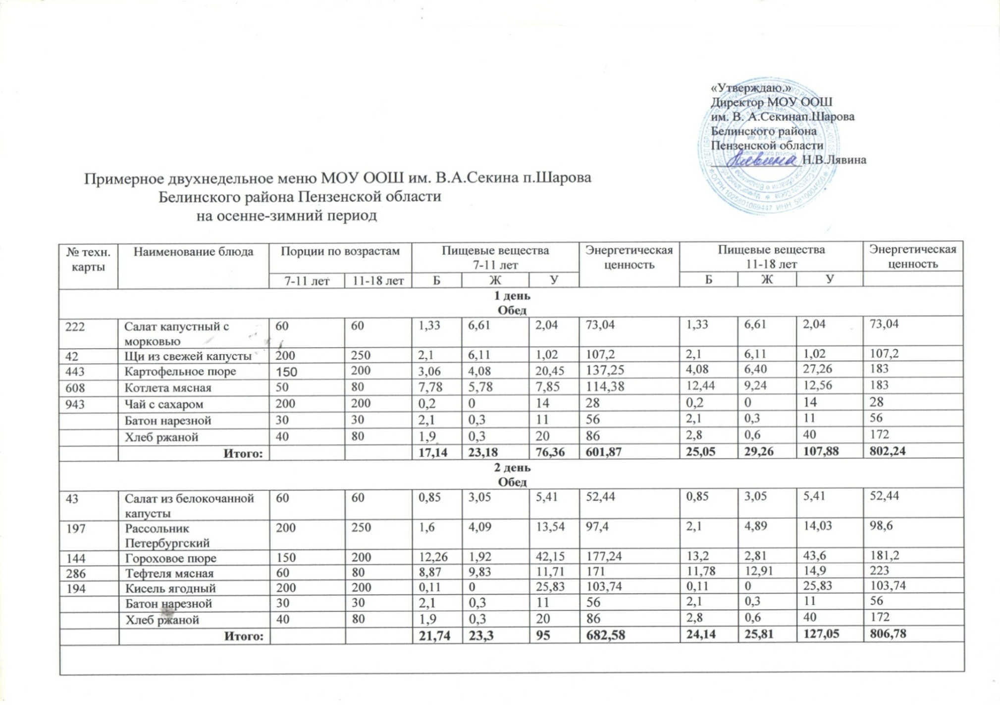 «Утверждаю.»
Директор МОУ ООШ
им. В. А.Секинап.Шарова
Белинского района
Пензенской области
Н.В.Лявина
Примерное двухнедельное меню МОУ ООШ им. В.А.Секина п.Шарова
Белинского района Пензенской области
на осенне-зимний период
№ техн. карты Наименование блюда Порции по возрастам Пищевые вещества 7-11 лет Энергетическая ценность Пищевые вещества 11-18 лет Энергетическая ценность
7-11 лет 11-18 лет Б Ж У Б Ж У
1 день
Обед
222 Салат капустный с морковью 60 60 1,33 6,61 2,04 73,04 1,33 6,61 2,04 73,04
42 Щи из свежей капусты 200 250 2,1 6,11 1,02 107,2 2,1 6,11 1,02 107,2
443 Картофельное пюре 150 200 3,06 4,08 20,45 137,25 4,08 6,40 27,26 183
608 Котлета мясная 50 80 7,78 5,78 7,85 114,38 12,44 9,24 12,56 183
943 Чай с сахаром 200 200 0,2 0 14 28 0,2 0 14 28
Батон нарезной 30 30 2,1 0,3 11 56 2,1 0,3 11 56
Хлеб ржаной 40 80 1,9 0,3 20 86 2,8 0,6 40 172
Итого: 17,14 23,18 76,36 601,87 25,05 29,26 107,88 802,24
2 день
Обед
43 Салат из белокочанной капусты 60 60 0,85 3,05 5,41 52,44 0,85 3,05 5,41 52,44
197 Рассольник Петербургский 200 250 1,6 4,09 13,54 97,4 2,1 4,89 14,03 98,6
144 Гороховое пюре 150 200 12,26 1,92 42,15 177,24 13,2 2,81 43,6 181,2
286 Тефтеля мясная 60 80 8,87 9,83 11,71 171 11,78 12,91 14,9 223
194 Кисель ягодный 200 200 0,11 0 25,83 103,74 0,11 0 25,83 103,74
Батон нарезной 30 30 2,1 0,3 11 56 2,1 0,3 11 56
Хлеб ржаной 40 80 1,9 0,3 20 86 2,8 0,6 40 172
Итого: 21,74 23,3 95 682,58 24,14 25,81 127,05 806,78